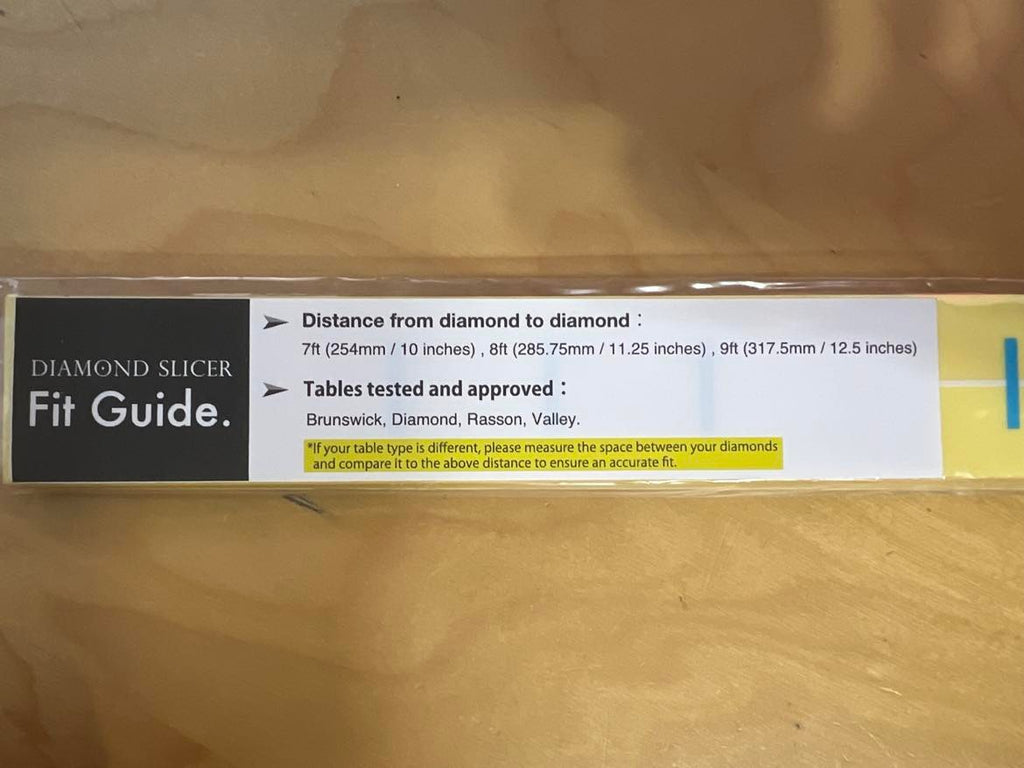 DIAMOND SLICER
Fit Guide.
➤ Distance from diamond to diamond :
7ft (254mm / 10 inches) , 8ft (285.75mm / 11.25 inches) , 9ft (317.5mm / 12.5 inches)
➤ Tables tested and approved :
Brunswick, Diamond, Rasson, Valley.
*If your table type is different, please measure the space between your diamonds
and compare it to the above distance to ensure an accurate fit.